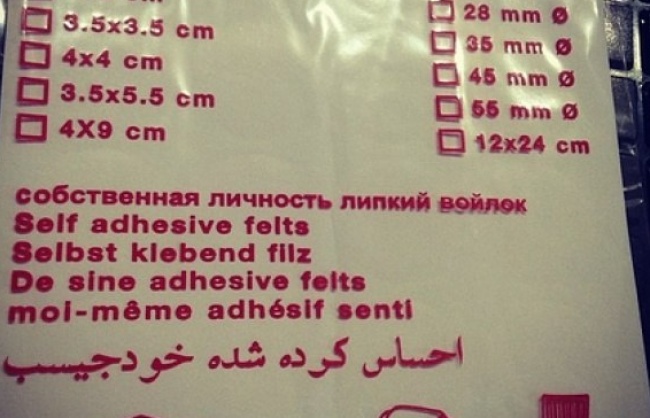 3.5x3.5 cm
4x4 cm
3.5x5.5 cm
4X9 cm
28 mm Ø
35 mm Ø
45 mm Ø
55 mm Ø
12x24 cm
собственная личность липкий войлок
Self adhesive felts
Selbst klebend filz
De sine adhesive felts
moi-même adhésif senti
احساس کرده شده خودجیسب